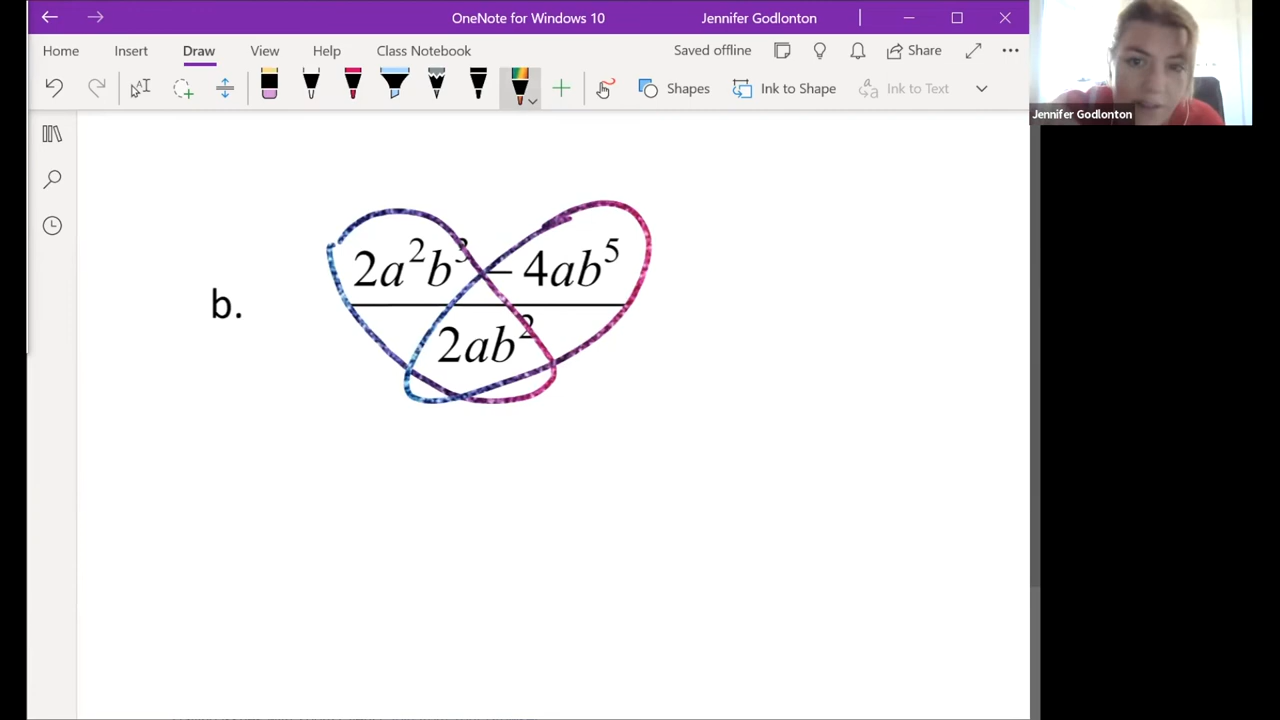 OneNote for Windows 10
Jennifer Godlonton
Home Insert Draw View Help Class Notebook
Saved offline
Share
Shapes
Ink to Shape
Ink to Text
Jennifer Godlonton
b.
2a²b³ – 4ab⁵
2ab²